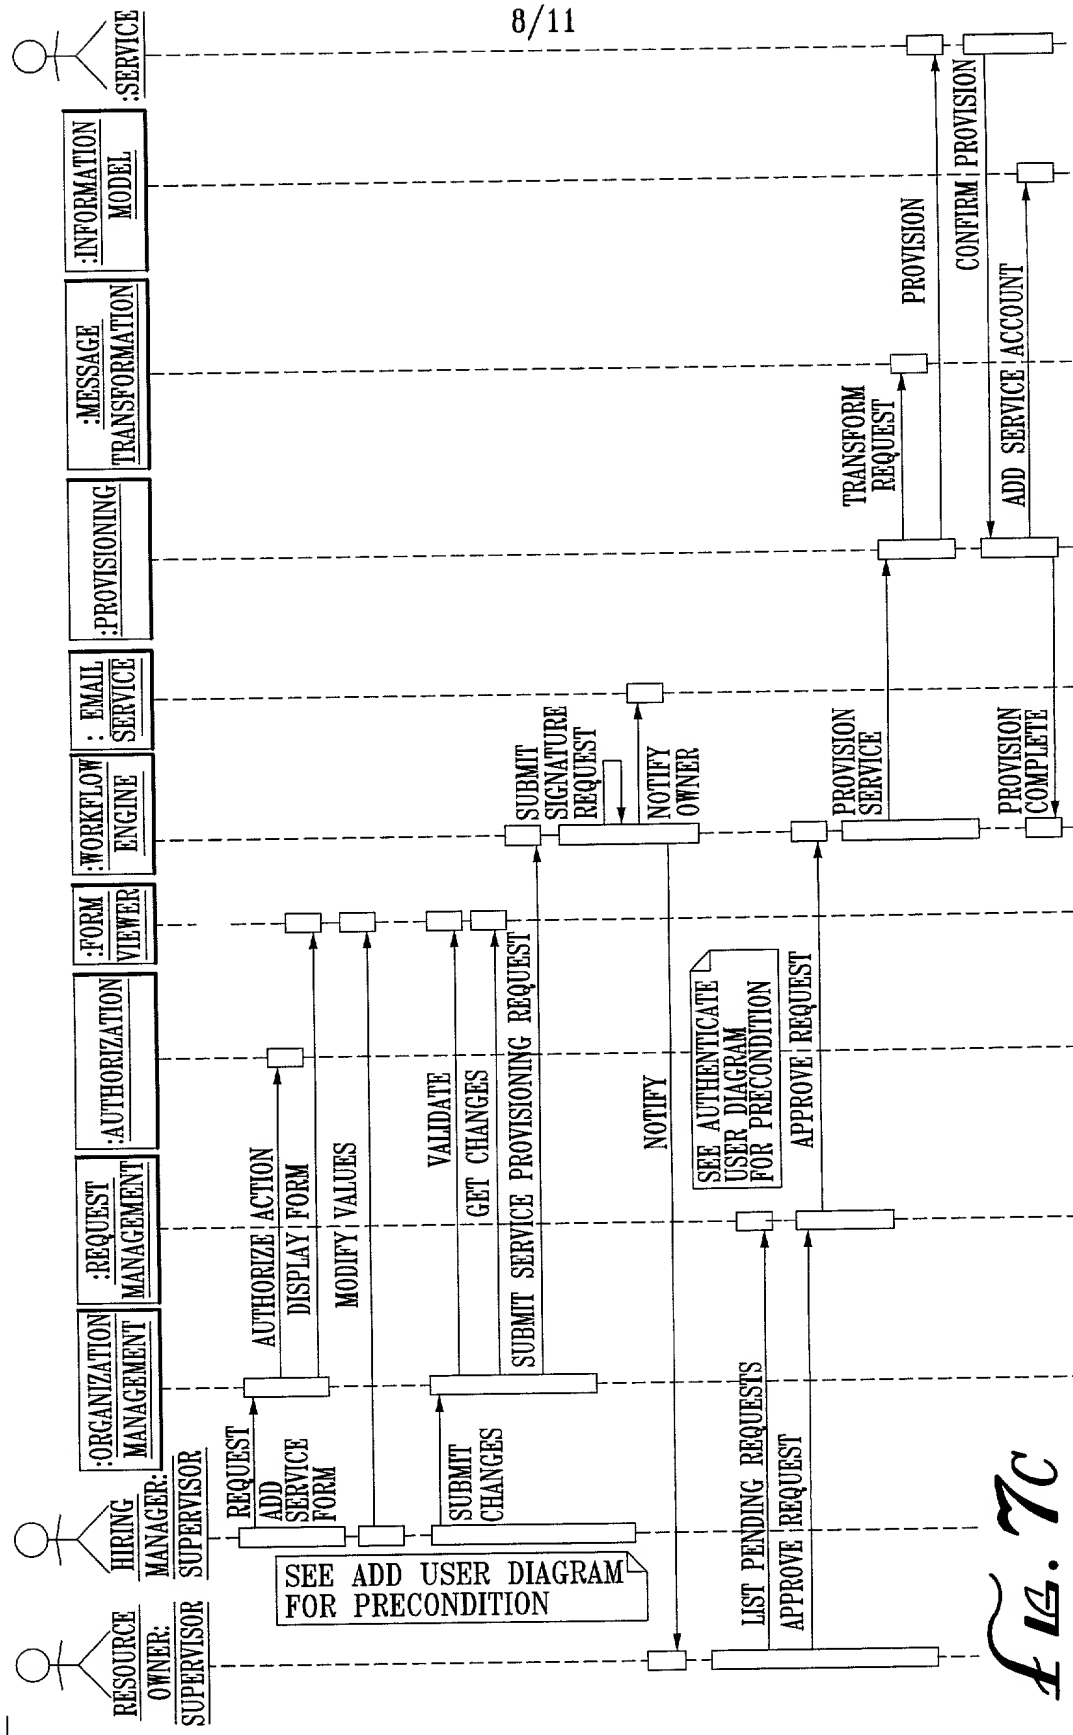 8/11
RESOURCE
OWNER:
SUPERVISOR
HIRING
MANAGER:
SUPERVISOR
:ORGANIZATION
MANAGEMENT
:REQUEST
MANAGEMENT
:AUTHORIZATION
:FORM
VIEWER
:WORKFLOW
ENGINE
: EMAIL
SERVICE
:PROVISIONING
:MESSAGE
TRANSFORMATION
:INFORMATION
MODEL
:SERVICE
REQUEST
ADD
SERVICE
FORM
AUTHORIZE ACTION
DISPLAY FORM
SEE ADD USER DIAGRAM
FOR PRECONDITION
MODIFY VALUES
SUBMIT
CHANGES
VALIDATE
GET CHANGES
SUBMIT SERVICE PROVISIONING REQUEST
SUBMIT
SIGNATURE
REQUEST
NOTIFY
OWNER
NOTIFY
SEE AUTHENTICATE
USER DIAGRAM
FOR PRECONDITION
LIST PENDING REQUESTS
APPROVE REQUEST
APPROVE REQUEST
PROVISION
SERVICE
TRANSFORM
REQUEST
PROVISION
CONFIRM PROVISION
ADD SERVICE ACCOUNT
PROVISION
COMPLETE
FIG. 7C